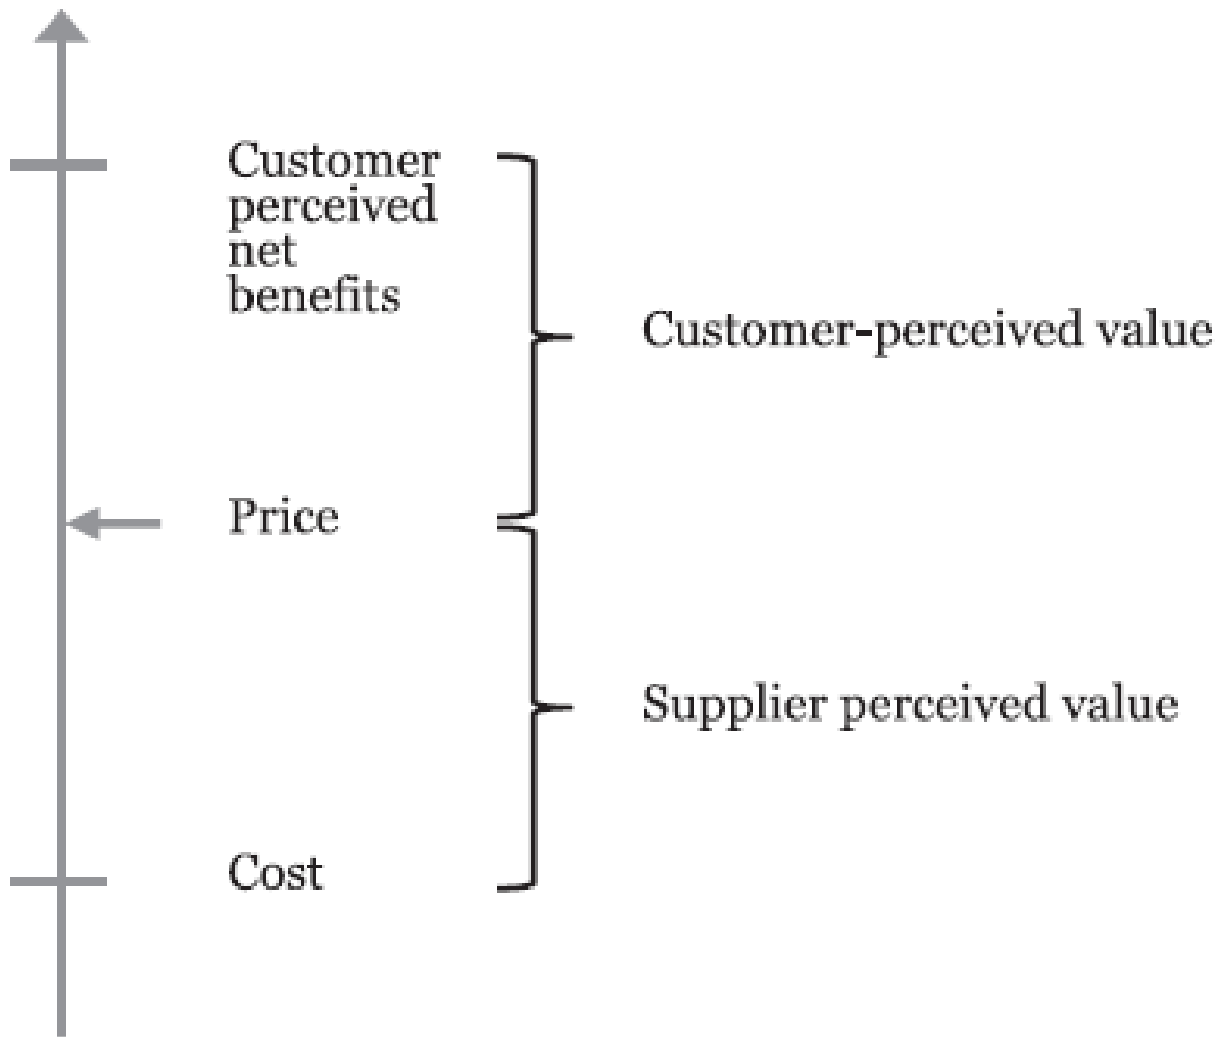 Customer
perceived
net
benefits
Customer-perceived value
Price
Supplier perceived value
Cost